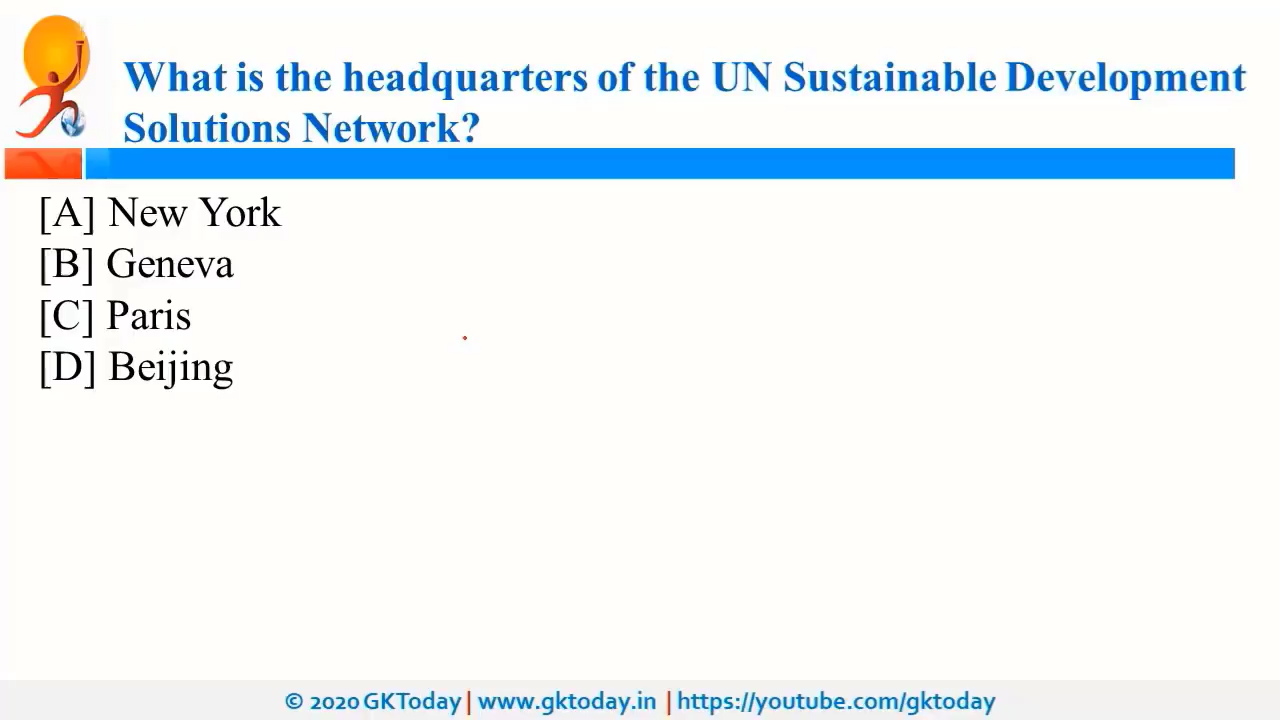 What is the headquarters of the UN Sustainable Development
Solutions Network?
[A] New York
[B] Geneva
[C] Paris
[D] Beijing
© 2020 GKToday | www.gktoday.in | https://youtube.com/gktoday